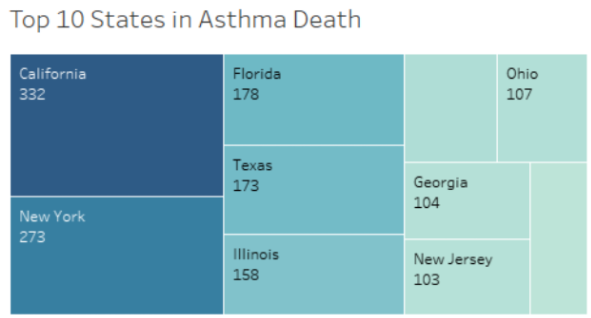 Top 10 States in Asthma Death
California
332
New York
273
Florida
178
Texas
173
Illinois
158
Ohio
107
Georgia
104
New Jersey
103